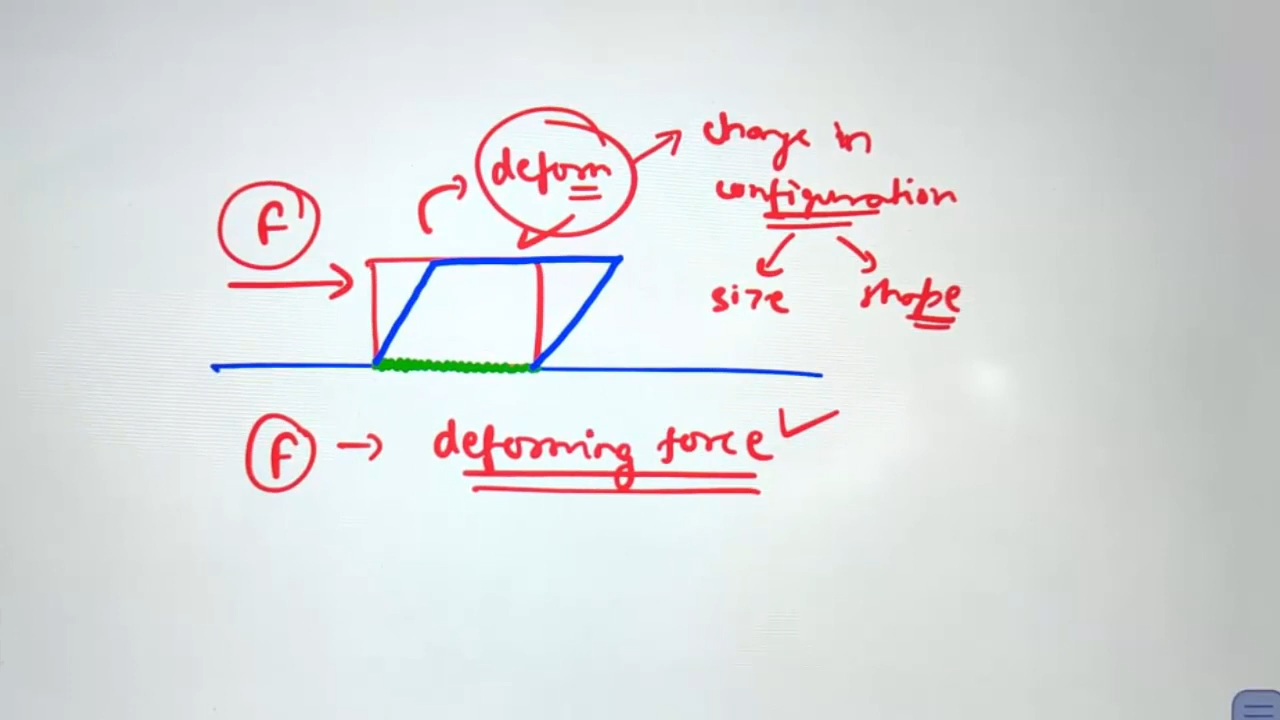 deform
change in
configuration
F
size shape
F → deforming force ✓